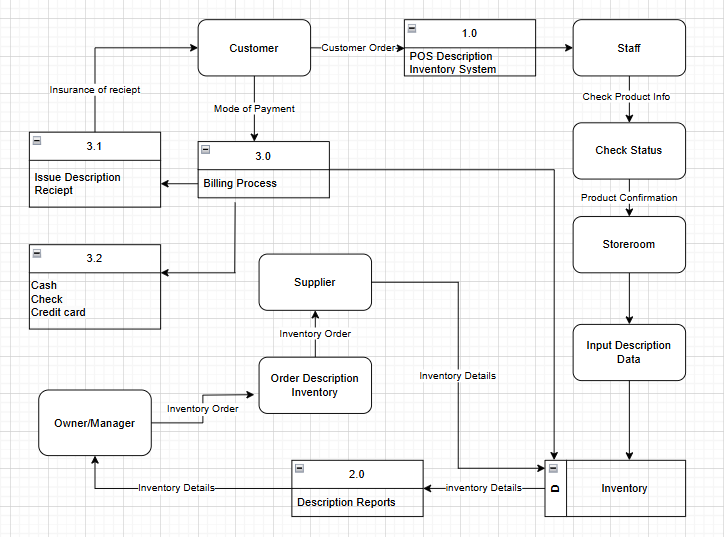 Customer
Customer Order
1.0
POS Description
Inventory System
Staff
Insurance of reciept
Mode of Payment
Check Product Info
3.1
Issue Description
Reciept
3.0
Billing Process
Check Status
Product Confirmation
Storeroom
3.2
Cash
Check
Credit card
Supplier
Inventory Order
Input Description
Data
Order Description
Inventory
Inventory Details
Owner/Manager
Inventory Order
2.0
Description Reports
Inventory Details
inventory Details
D
Inventory